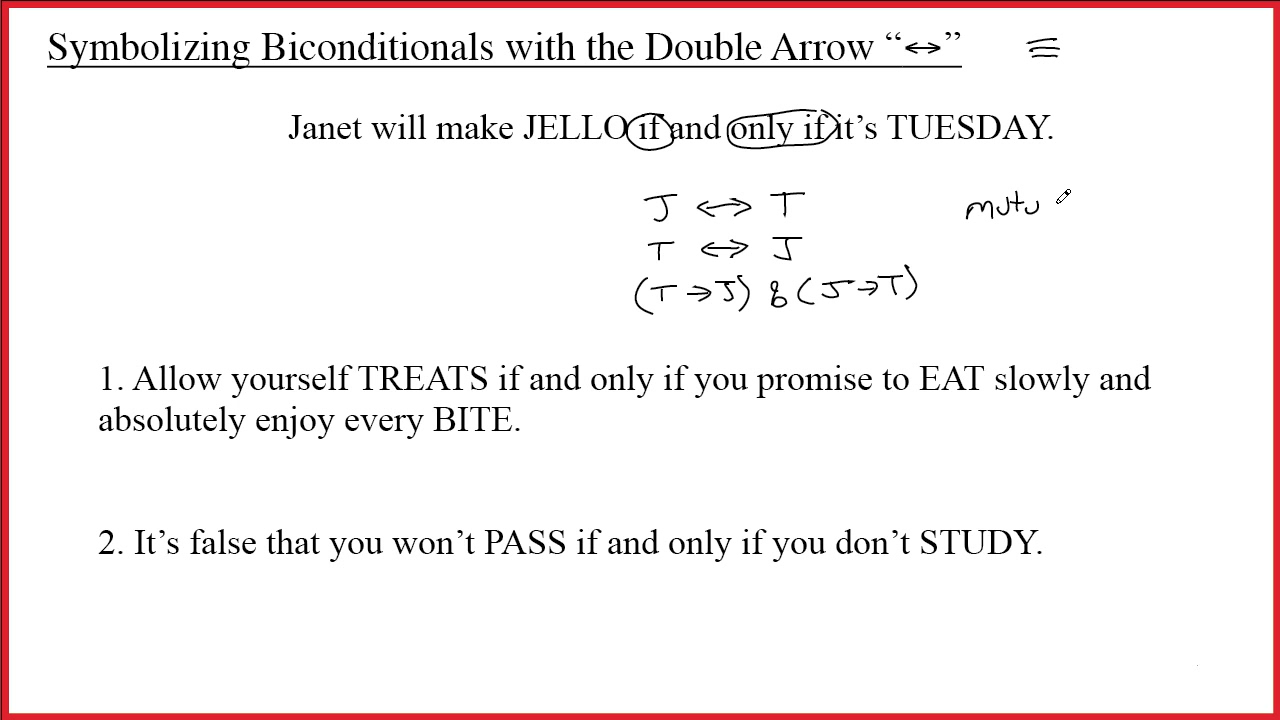 Symbolizing Biconditionals with the Double Arrow “↔” ≡
Janet will make JELLO if and only if it’s TUESDAY.
J ↔ T mutu
T ↔ J
(T → J) & (J → T)
1. Allow yourself TREATS if and only if you promise to EAT slowly and
absolutely enjoy every BITE.
2. It’s false that you won’t PASS if and only if you don’t STUDY.